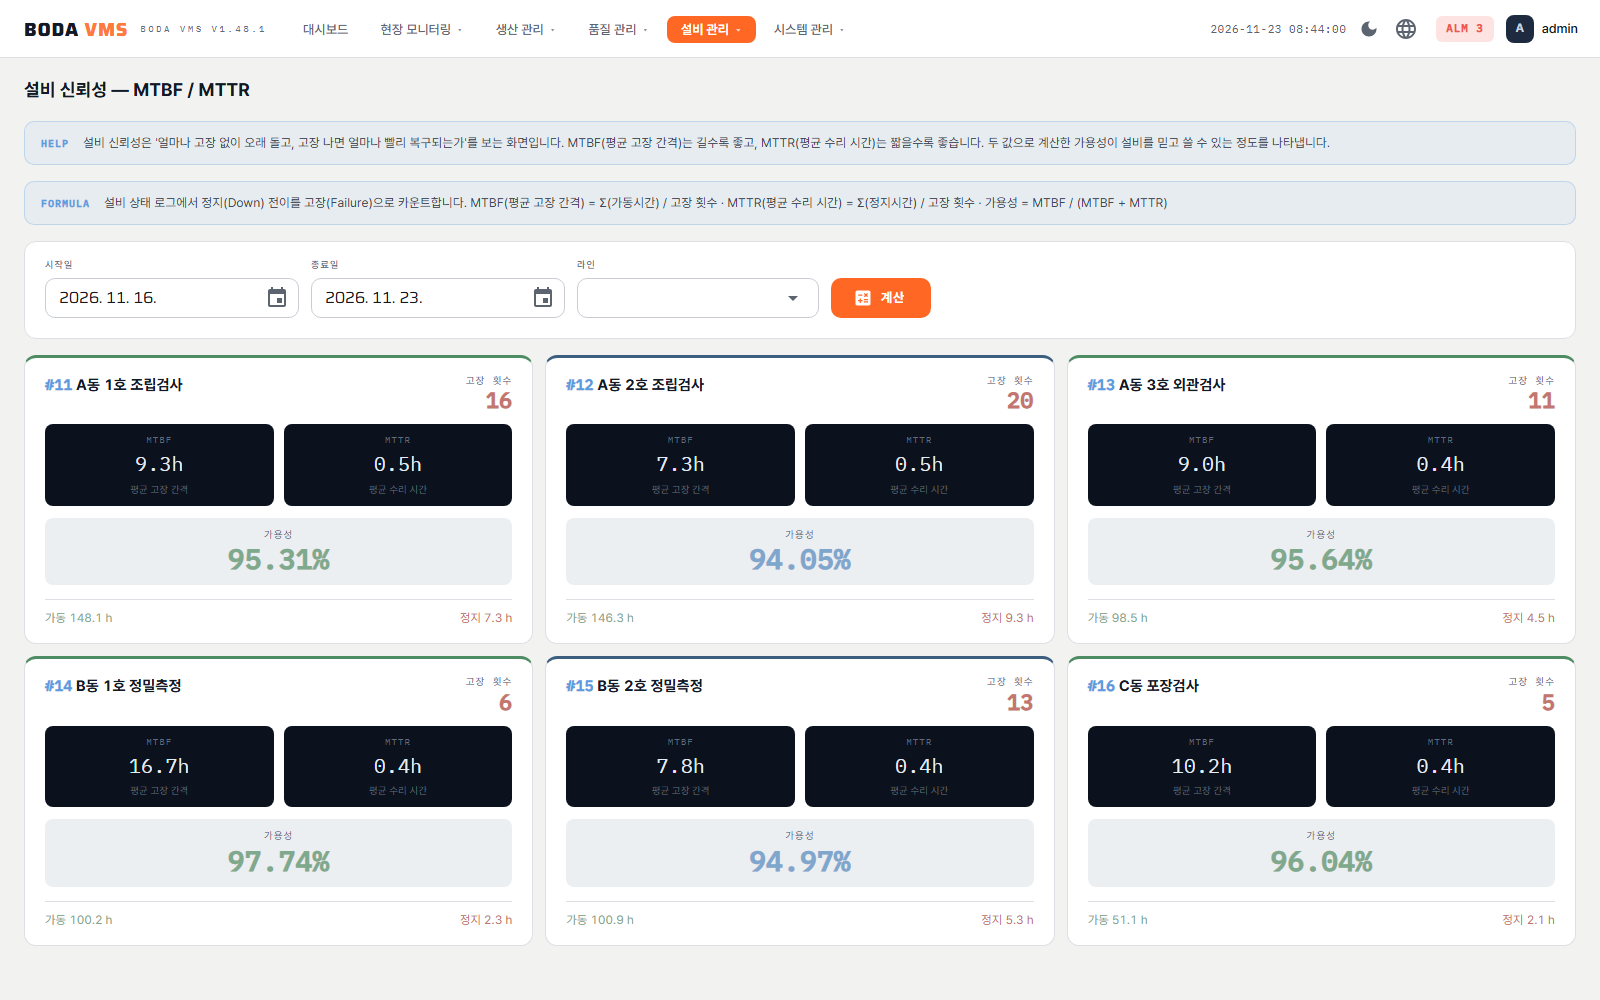 BODA VMS BODA VMS V1.48.1 대시보드 현장 모니터링 생산 관리 품질 관리 설비 관리 시스템 관리 2026-11-23 08:44:00 ALM 3 A admin
설비 신뢰성 — MTBF / MTTR
HELP 설비 신뢰성은 '얼마나 고장 없이 오래 돌고, 고장 나면 얼마나 빨리 복구되는가'를 보는 화면입니다. MTBF(평균 고장 간격)는 길수록 좋고, MTTR(평균 수리 시간)는 짧을수록 좋습니다. 두 값으로 계산한 가용성이 설비를 믿고 쓸 수 있는 정도를 나타냅니다.
FORMULA 설비 상태 로그에서 정지(Down) 전이를 고장(Failure)으로 카운트합니다. MTBF(평균 고장 간격) = Σ(가동시간) / 고장 횟수 · MTTR(평균 수리 시간) = Σ(정지시간) / 고장 횟수 · 가용성 = MTBF / (MTBF + MTTR)
시작일 종료일 라인
2026. 11. 16. 2026. 11. 23. 계산
#11 A동 1호 조립검사 고장 횟수
16
MTBF MTTR
9.3h 0.5h
평균 고장 간격 평균 수리 시간
가용성
95.31%
가동 148.1 h 정지 7.3 h
#12 A동 2호 조립검사 고장 횟수
20
MTBF MTTR
7.3h 0.5h
평균 고장 간격 평균 수리 시간
가용성
94.05%
가동 146.3 h 정지 9.3 h
#13 A동 3호 외관검사 고장 횟수
11
MTBF MTTR
9.0h 0.4h
평균 고장 간격 평균 수리 시간
가용성
95.64%
가동 98.5 h 정지 4.5 h
#14 B동 1호 정밀측정 고장 횟수
6
MTBF MTTR
16.7h 0.4h
평균 고장 간격 평균 수리 시간
가용성
97.74%
가동 100.2 h 정지 2.3 h
#15 B동 2호 정밀측정 고장 횟수
13
MTBF MTTR
7.8h 0.4h
평균 고장 간격 평균 수리 시간
가용성
94.97%
가동 100.9 h 정지 5.3 h
#16 C동 포장검사 고장 횟수
5
MTBF MTTR
10.2h 0.4h
평균 고장 간격 평균 수리 시간
가용성
96.04%
가동 51.1 h 정지 2.1 h